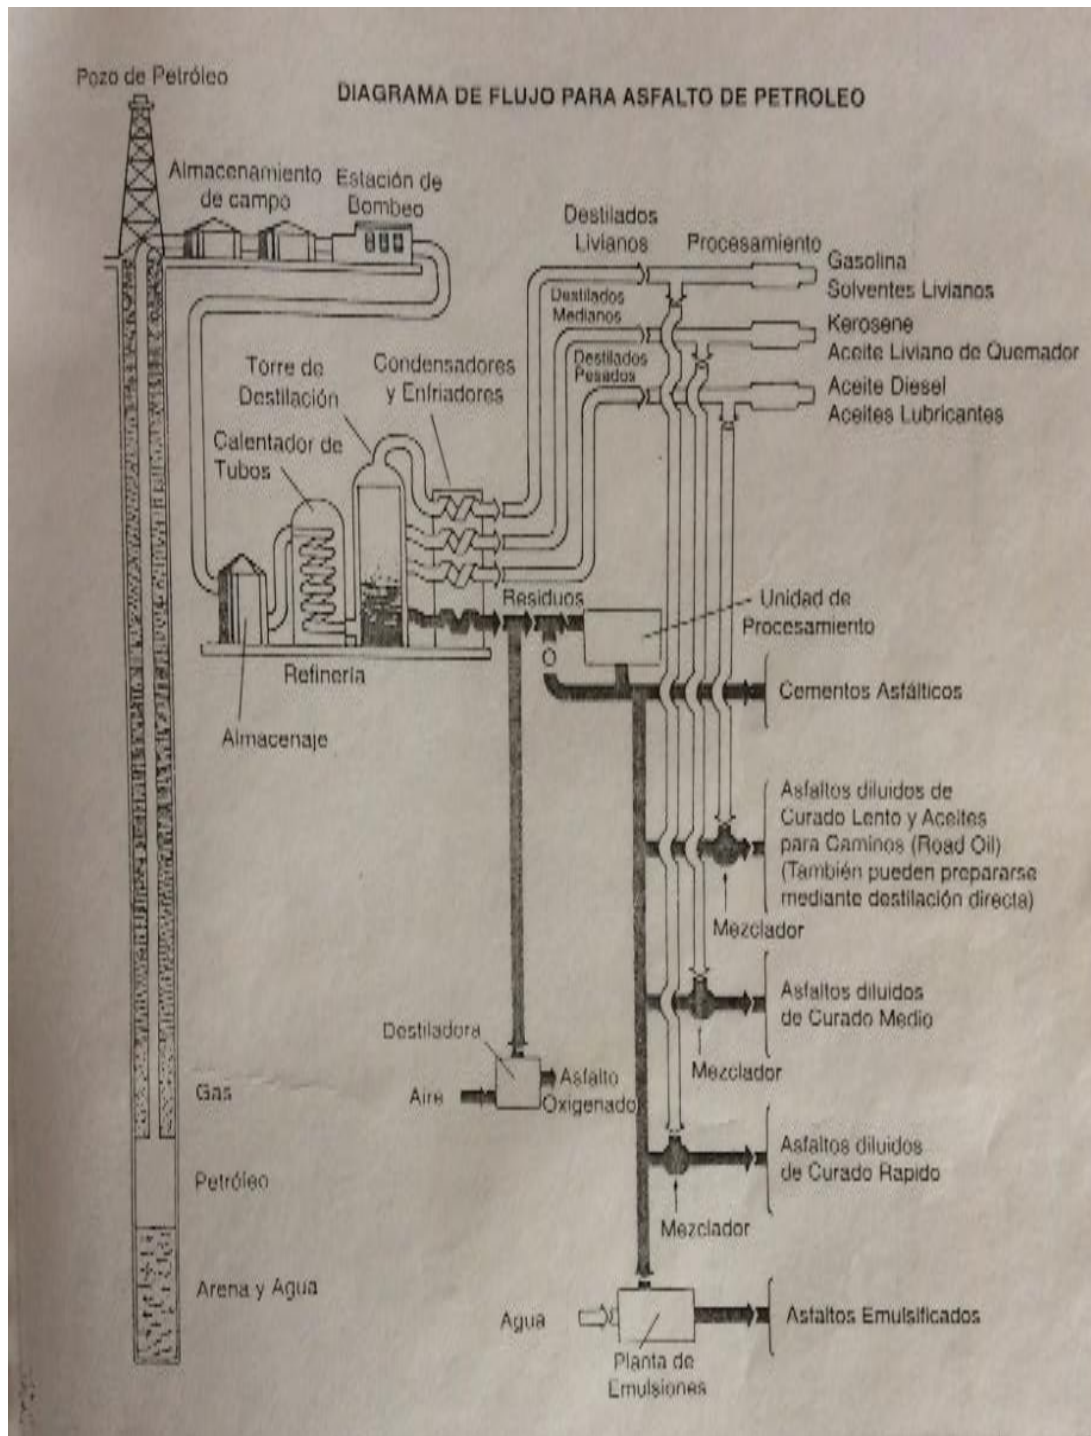 Pozo de Petróleo
DIAGRAMA DE FLUJO PARA ASFALTO DE PETROLEO
Almacenamiento
de campo
Estación de
Bombeo
Destilados
Livianos
Procesamiento
Gasolina
Solventes Livianos
Destilados
Medianos
Kerosene
Aceite Liviano de Quemador
Destilados
Pesados
Aceite Diesel
Aceites Lubricantes
Torre de
Destilación
Condensadores
y Enfriadores
Calentador de
Tubos
Residuos
Unidad de
Procesamiento
O
Refinería
Almacenaje
Cementos Asfálticos
Asfaltos diluidos de
Curado Lento y Aceites
para Caminos (Road Oil)
(También pueden prepararse
mediante destilación directa)
Mezclador
Asfaltos diluidos
de Curado Medio
Mezclador
Destiladora
Aire
Asfalto
Oxigenado
Gas
Asfaltos diluidos
de Curado Rapido
Mezclador
Petróleo
Arena y Agua
Agua
Asfaltos Emulsificados
Planta de
Emulsiones